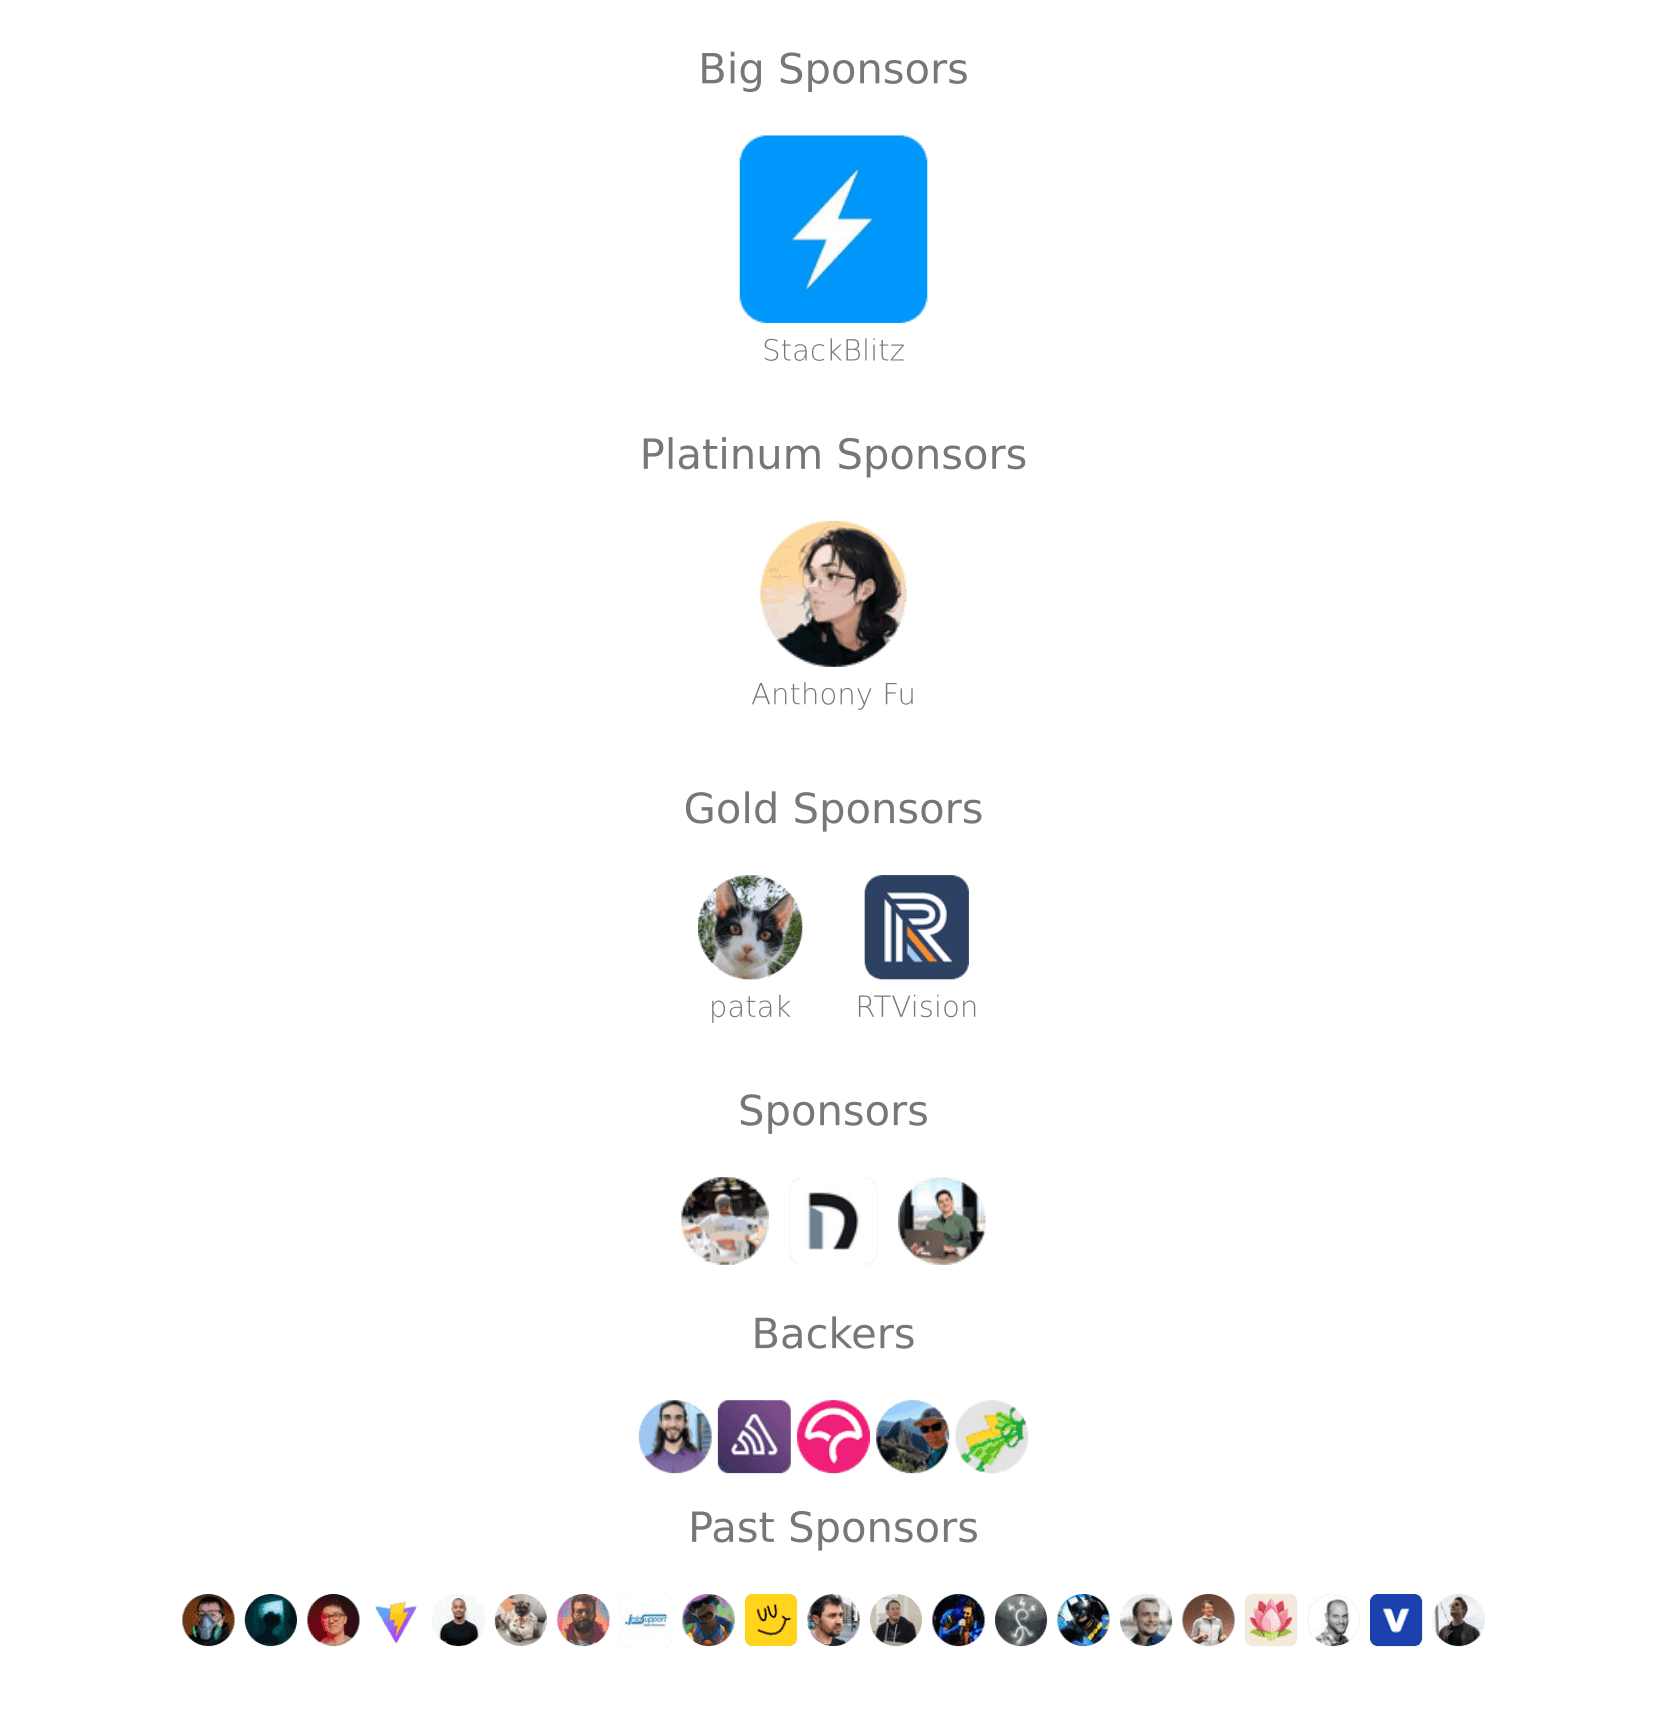 Big Sponsors
StackBlitz
Platinum Sponsors
Anthony Fu
Gold Sponsors
patak
RTVision
Sponsors
Backers
Past Sponsors
V